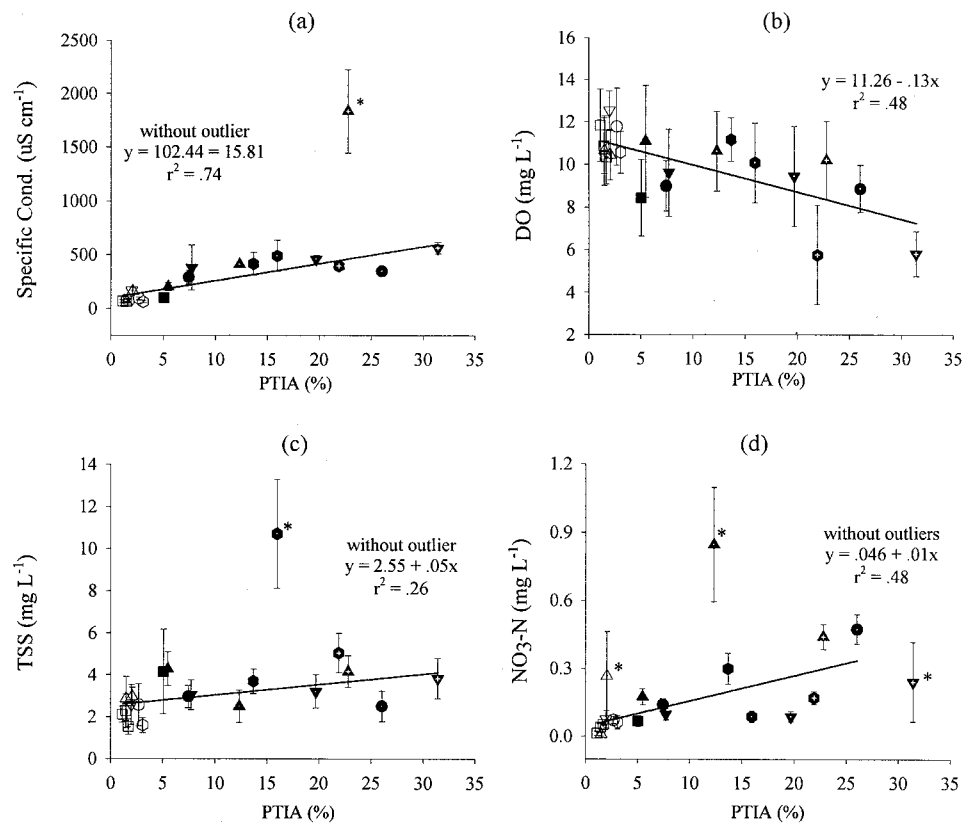 (a)
Specific Cond. (uS cm-1)
2500
2000
1500
1000
500
0
without outlier
y = 102.44 = 15.81
r2 = .74
*
0 5 10 15 20 25 30 35
PTIA (%)
(b)
DO (mg L-1)
16
14
12
10
8
6
4
2
y = 11.26 - .13x
r2 = .48
0 5 10 15 20 25 30 35
PTIA (%)
(c)
TSS (mg L-1)
14
12
10
8
6
4
2
0
*
without outlier
y = 2.55 + .05x
r2 = .26
0 5 10 15 20 25 30 35
PTIA (%)
(d)
NO3-N (mg L-1)
1.2
0.9
0.6
0.3
0.0
*
*
*
without outliers
y = .046 + .01x
r2 = .48
0 5 10 15 20 25 30 35
PTIA (%)